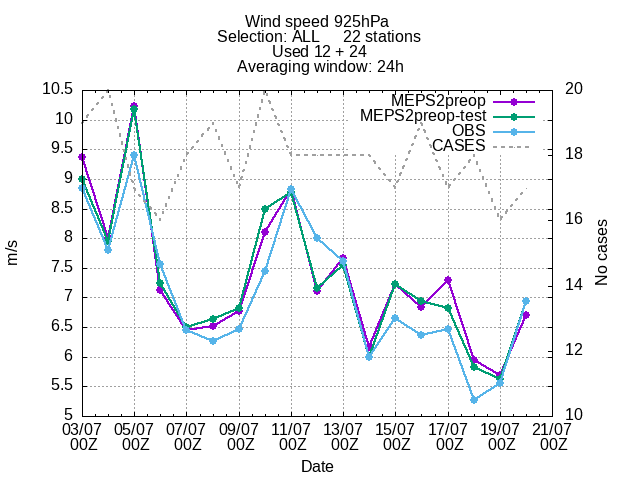 Wind speed 925hPa
Selection: ALL 22 stations
Used 12 + 24
Averaging window: 24h
10.5
10
9.5
9
8.5
8
7.5
7
6.5
6
5.5
5
m/s
20
18
16
14
12
10
No cases
MEPS2preop
MEPS2preop-test
OBS
CASES
03/07 05/07 07/07 09/07 11/07 13/07 15/07 17/07 19/07 21/07
00Z 00Z 00Z 00Z 00Z 00Z 00Z 00Z 00Z 00Z
Date